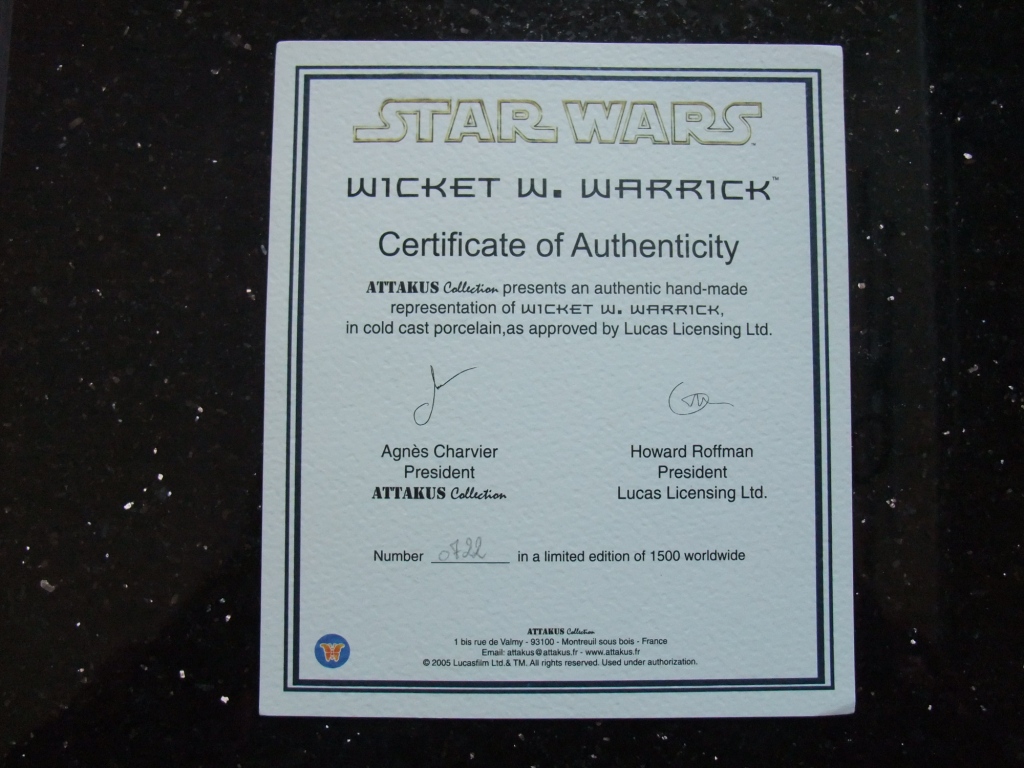 STAR WARS™
WICKET W. WARRICK™
Certificate of Authenticity
ATTAKUS Collection presents an authentic hand-made
representation of WICKET W. WARRICK,
in cold cast porcelain,as approved by Lucas Licensing Ltd.
Agnès Charvier Howard Roffman
President President
ATTAKUS Collection Lucas Licensing Ltd.
Number 0722 in a limited edition of 1500 worldwide
ATTAKUS Collection
1 bis rue de Valmy - 93100 - Montreuil sous bois - France
Email: attakus@attakus.fr - www.attakus.fr
© 2005 Lucasfilm Ltd.& TM. All rights reserved. Used under authorization.